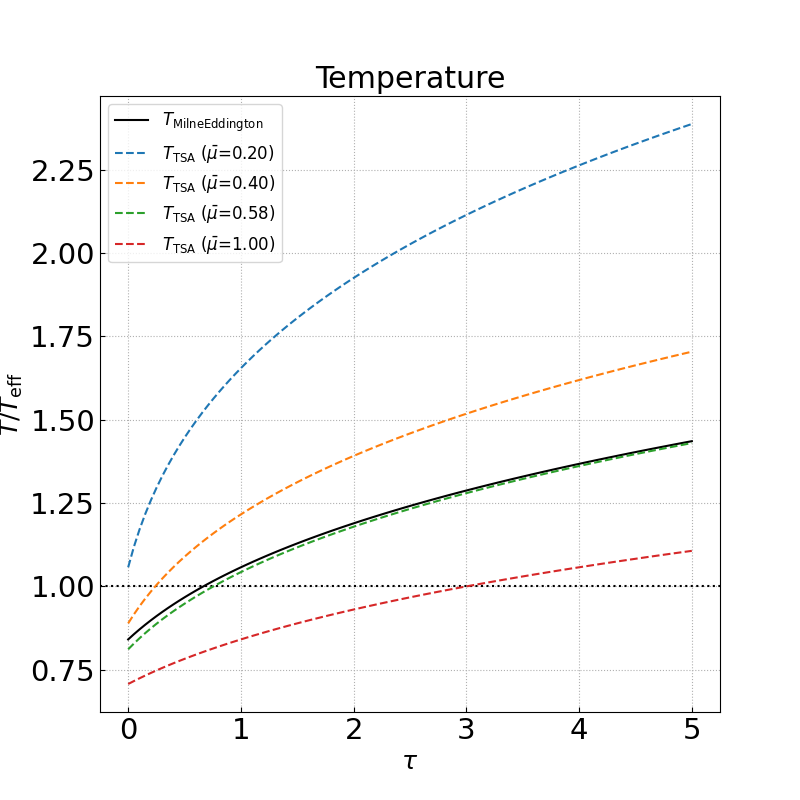 Temperature
T_MilneEddington
T_TSA (μ̄=0.20)
T_TSA (μ̄=0.40)
T_TSA (μ̄=0.58)
T_TSA (μ̄=1.00)
2.25
2.00
1.75
1.50
1.25
1.00
0.75
T/T_eff
0 1 2 3 4 5
τ